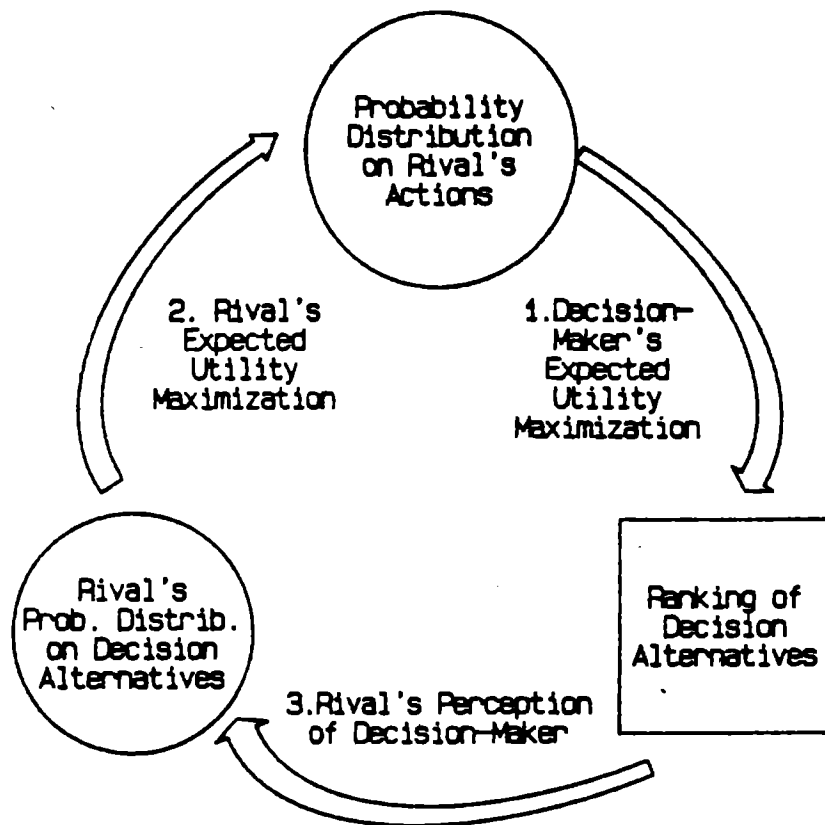 Probability
Distribution
on Rival's
Actions
2. Rival's
Expected
Utility
Maximization
1.Decision-
Maker's
Expected
Utility
Maximization
Rival's
Prob. Distrib.
on Decision
Alternatives
Ranking of
Decision
Alternatives
3.Rival's Perception
of Decision-Maker